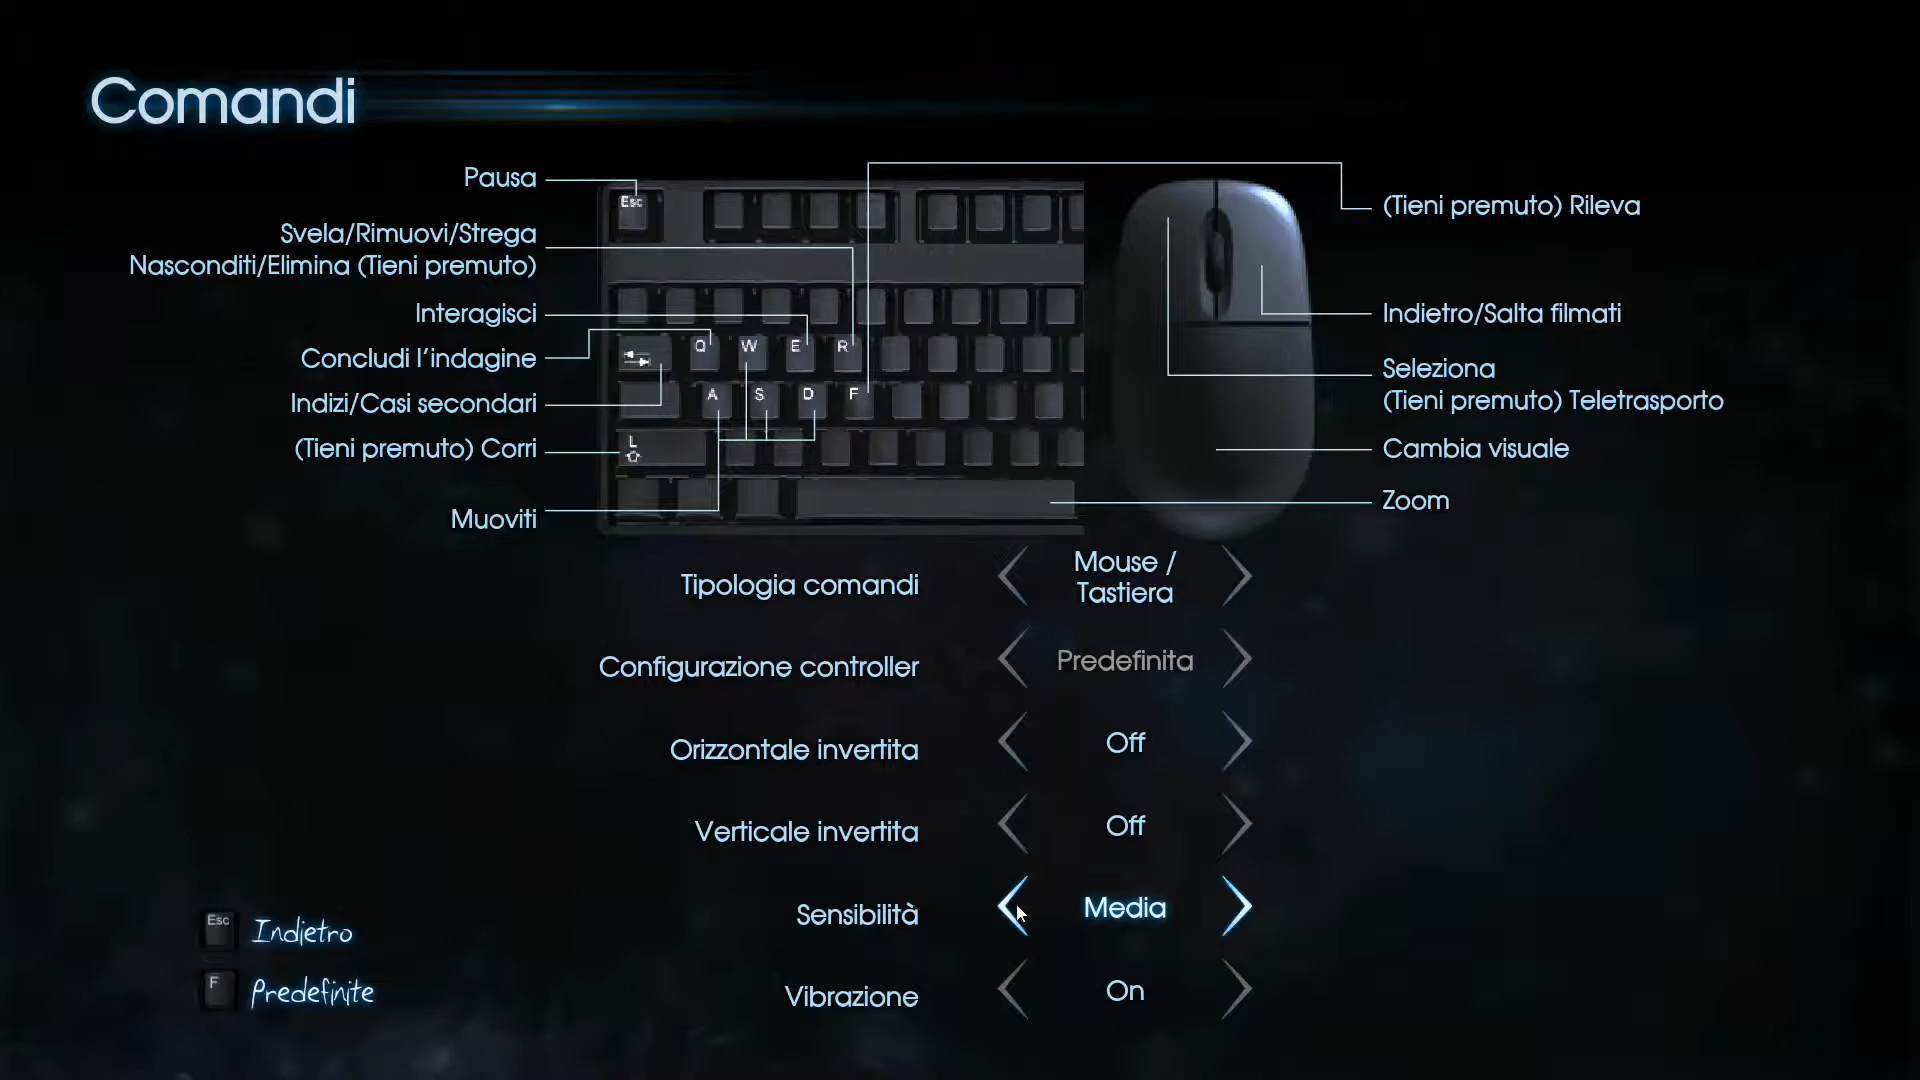 Comandi
Pausa
Svela/Rimuovi/Strega
Nasconditi/Elimina (Tieni premuto)
Interagisci
Concludi l'indagine
Indizi/Casi secondari
(Tieni premuto) Corri
Muoviti
Esc
Q W E R
A S D F
L
(Tieni premuto) Rileva
Indietro/Salta filmati
Seleziona
(Tieni premuto) Teletrasporto
Cambia visuale
Zoom
Tipologia comandi
Mouse /
Tastiera
Configurazione controller
Predefinita
Orizzontale invertita
Off
Verticale invertita
Off
Sensibilità
Media
Vibrazione
On
Esc Indietro
F Predefinite